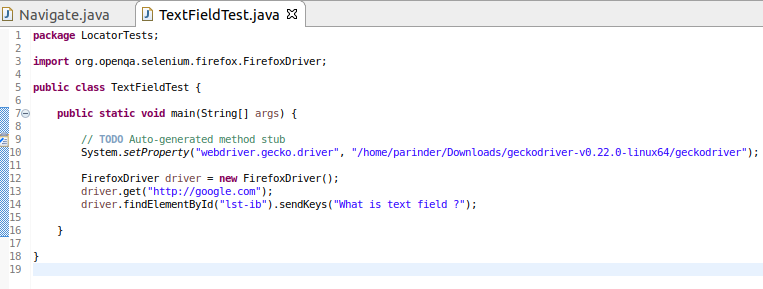 Navigate.java TextFieldTest.java
1 package LocatorTests;
2
3 import org.openqa.selenium.firefox.FirefoxDriver;
4
5 public class TextFieldTest {
6
7 public static void main(String[] args) {
8
9 // TODO Auto-generated method stub
10 System.setProperty("webdriver.gecko.driver", "/home/parinder/Downloads/geckodriver-v0.22.0-linux64/geckodriver");
11
12 FirefoxDriver driver = new FirefoxDriver();
13 driver.get("http://google.com");
14 driver.findElementById("lst-ib").sendKeys("What is text field ?");
15
16 }
17
18 }
19